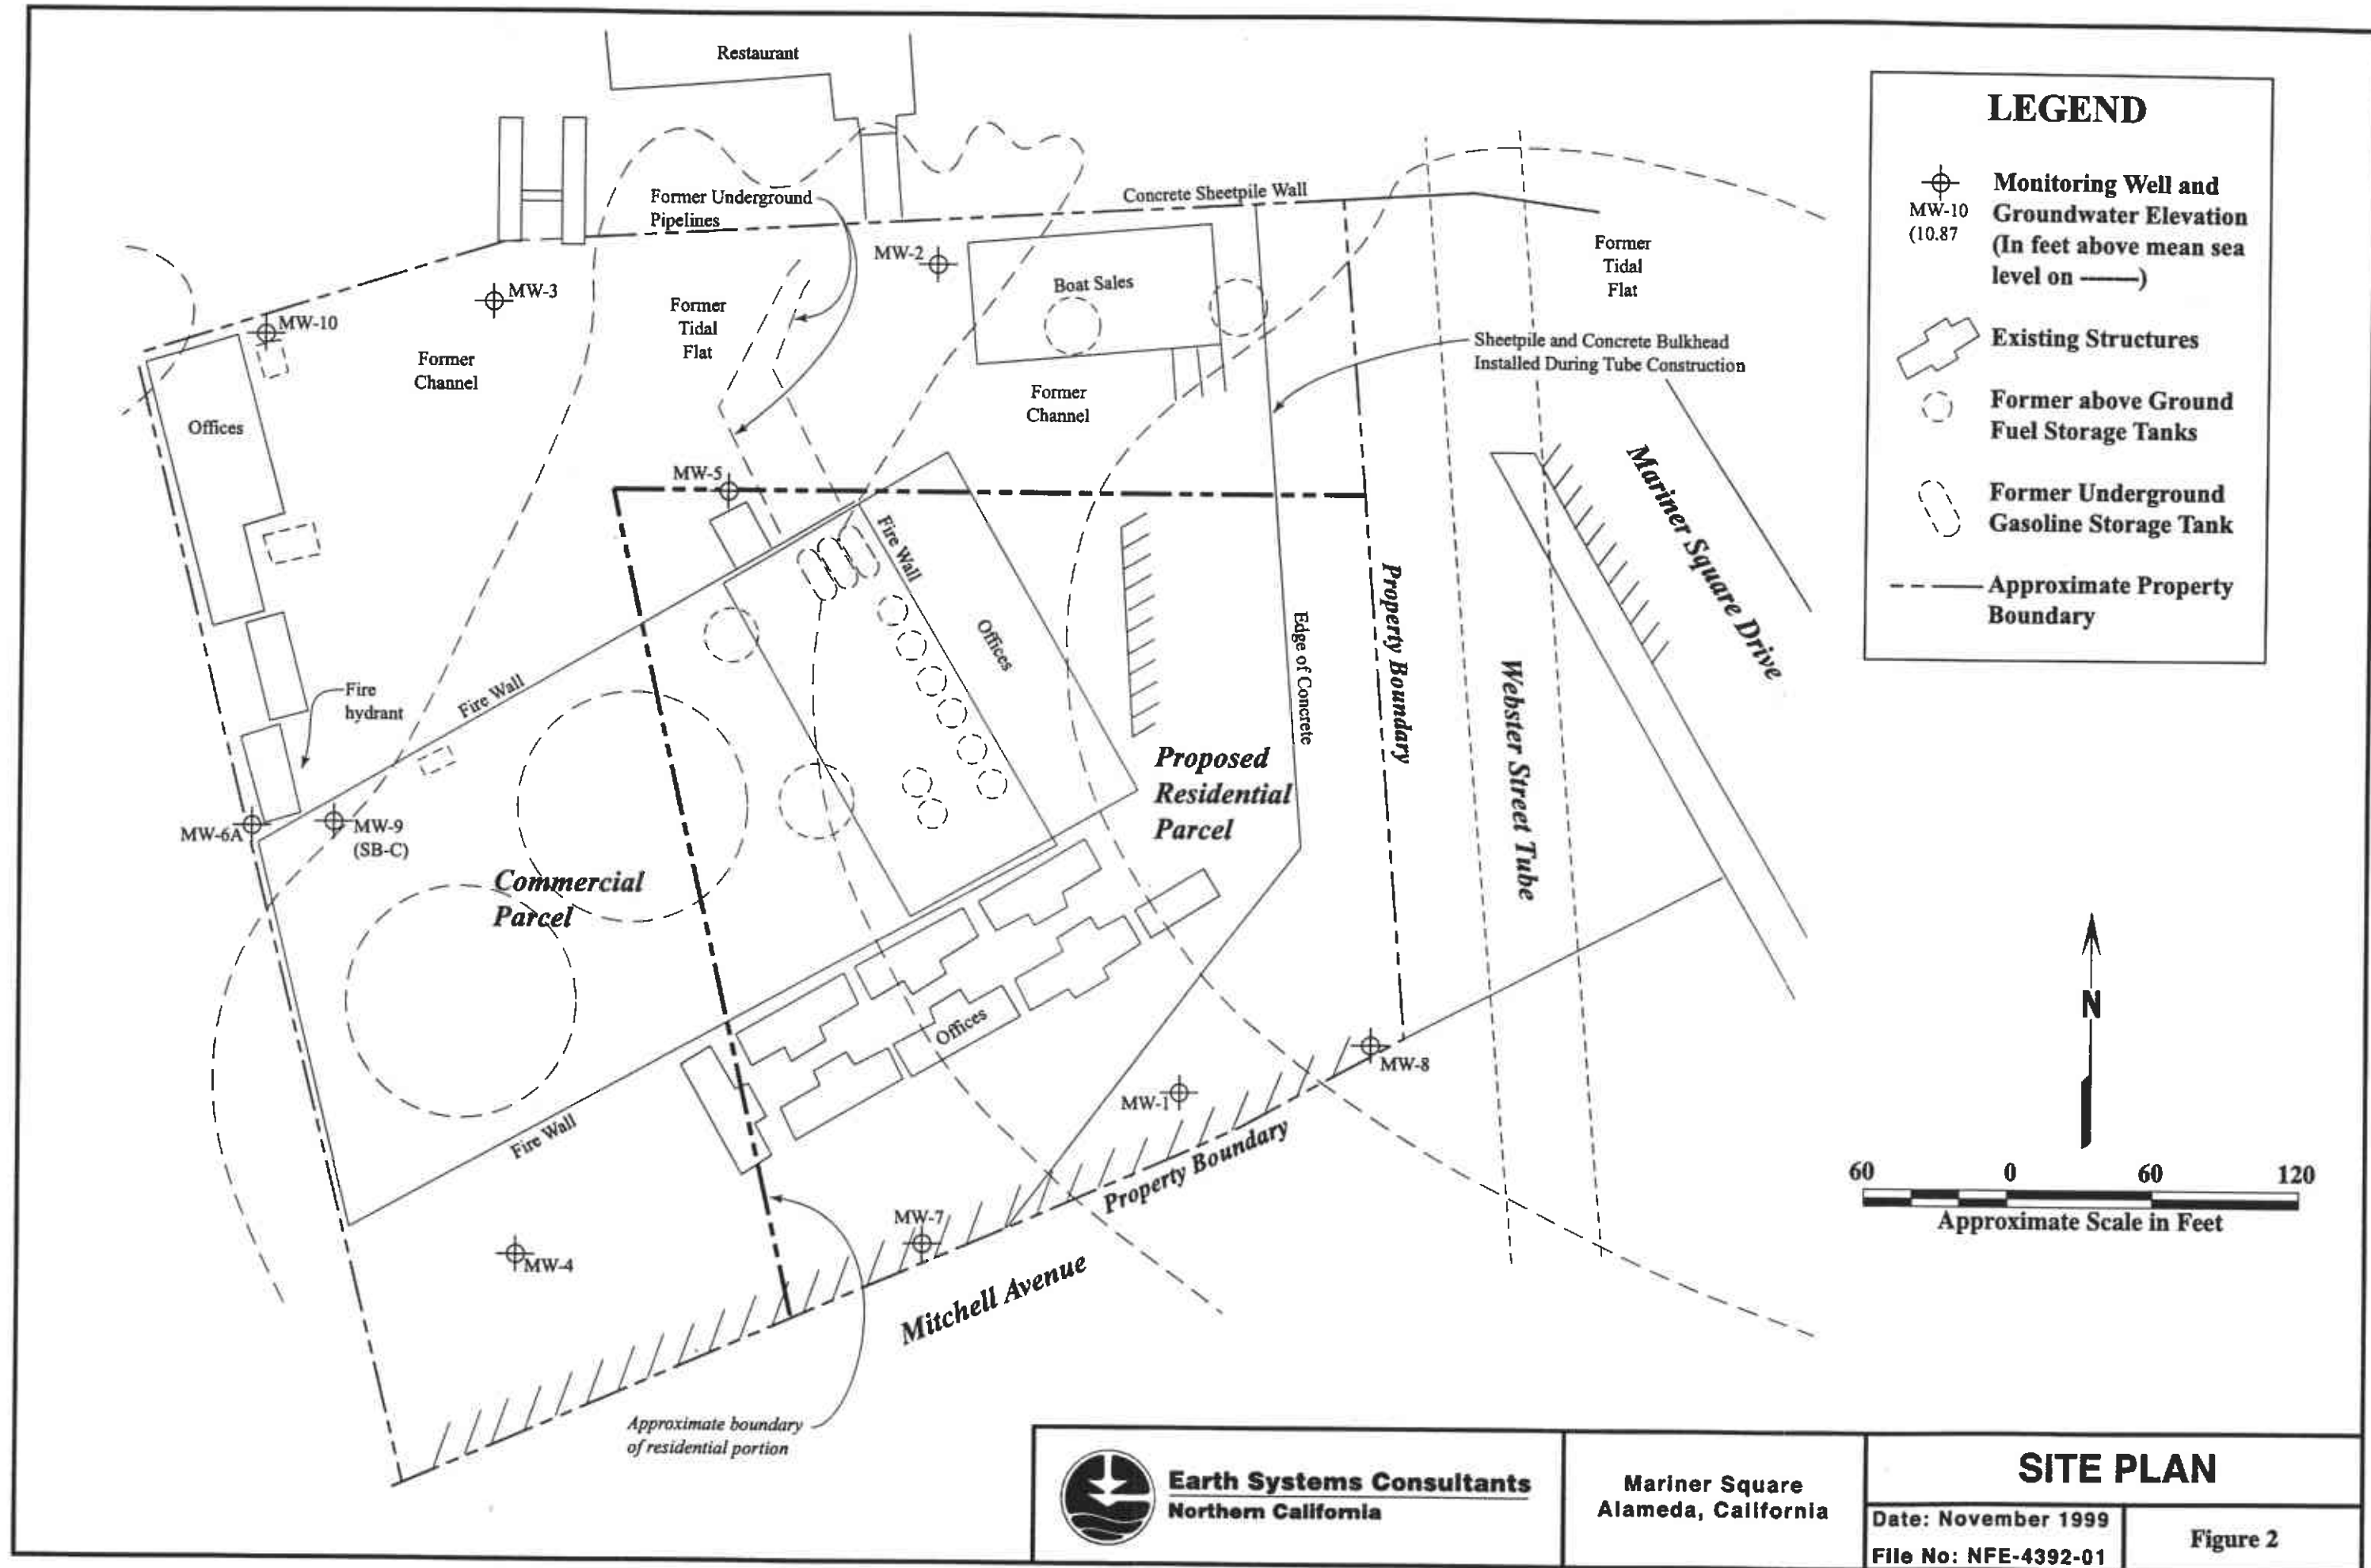 Restaurant
Former Underground
Pipelines
Concrete Sheetpile Wall
MW-2
MW-3
MW-10
Former
Tidal
Flat
Boat Sales
Former
Tidal
Flat
Former
Channel
Former
Channel
Sheetpile and Concrete Bulkhead
Installed During Tube Construction
Offices
MW-5
Mariner Square Drive
Fire Wall
Offices
Edge of Concrete
Property Boundary
Webster Street Tube
Fire
hydrant
Fire Wall
Proposed
Residential
Parcel
MW-6A
MW-9
(SB-C)
Commercial
Parcel
Offices
MW-8
MW-1
Fire Wall
Property Boundary
MW-7
MW-4
Mitchell Avenue
Approximate boundary
of residential portion
LEGEND
MW-10
(10.87
Monitoring Well and
Groundwater Elevation
(In feet above mean sea
level on ———)
Existing Structures
Former above Ground
Fuel Storage Tanks
Former Underground
Gasoline Storage Tank
Approximate Property
Boundary
N
60 0 60 120
Approximate Scale in Feet
Earth Systems Consultants
Northern California
Mariner Square
Alameda, California
SITE PLAN
Date: November 1999
File No: NFE-4392-01
Figure 2